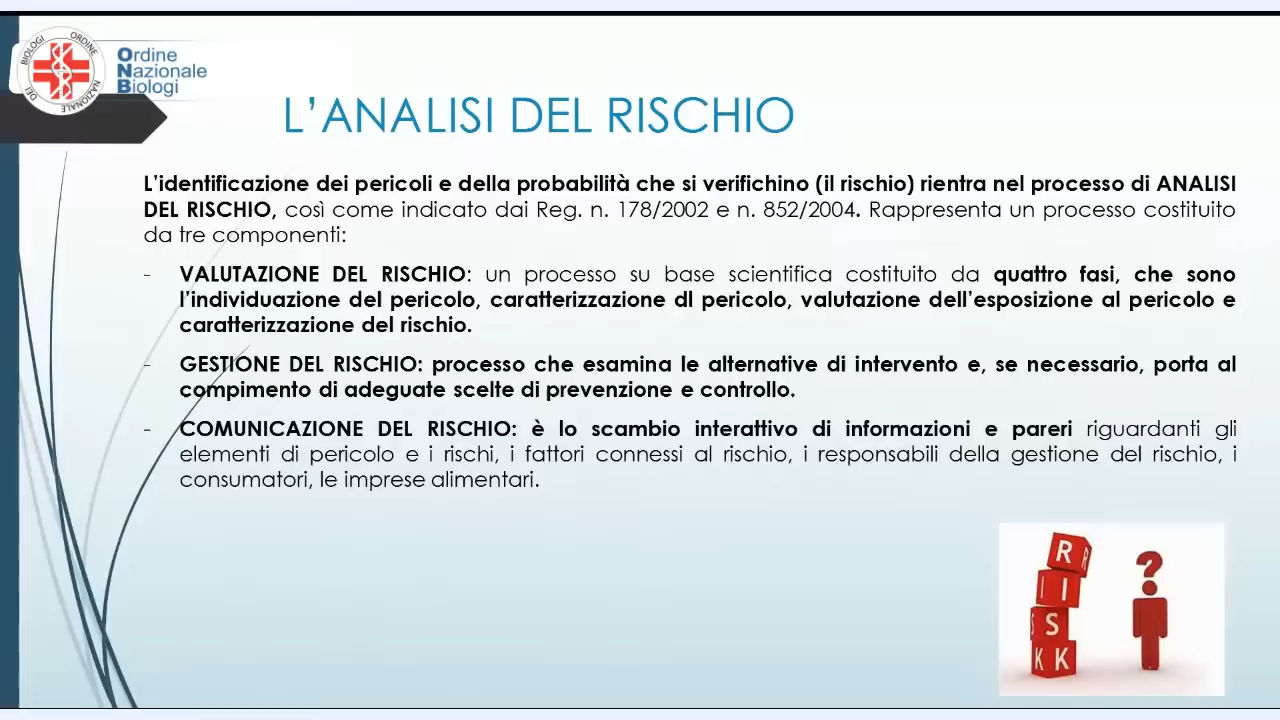 ORDINE NAZIONALE DEI BIOLOGI
Ordine
Nazionale
Biologi
L'ANALISI DEL RISCHIO
L'identificazione dei pericoli e della probabilità che si verifichino (il rischio) rientra nel processo di ANALISI
DEL RISCHIO, così come indicato dai Reg. n. 178/2002 e n. 852/2004. Rappresenta un processo costituito
da tre componenti:
- VALUTAZIONE DEL RISCHIO: un processo su base scientifica costituito da quattro fasi, che sono
l'individuazione del pericolo, caratterizzazione dl pericolo, valutazione dell'esposizione al pericolo e
caratterizzazione del rischio.
- GESTIONE DEL RISCHIO: processo che esamina le alternative di intervento e, se necessario, porta al
compimento di adeguate scelte di prevenzione e controllo.
- COMUNICAZIONE DEL RISCHIO: è lo scambio interattivo di informazioni e pareri riguardanti gli
elementi di pericolo e i rischi, i fattori connessi al rischio, i responsabili della gestione del rischio, i
consumatori, le imprese alimentari.
R R
I I
S S
K K
?